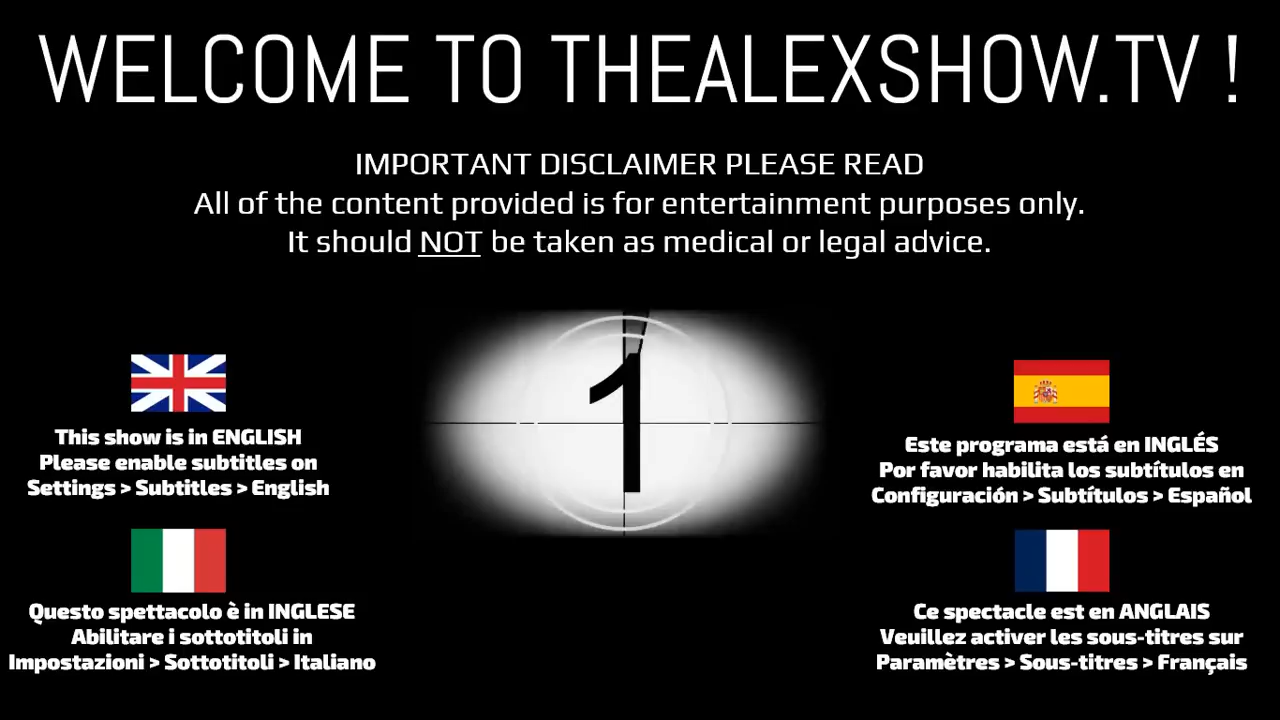 WELCOME TO THEALEXSHOW.TV !
IMPORTANT DISCLAIMER PLEASE READ
All of the content provided is for entertainment purposes only.
It should NOT be taken as medical or legal advice.
1
This show is in ENGLISH
Please enable subtitles on
Settings > Subtitles > English
Este programa está en INGLÉS
Por favor habilita los subtítulos en
Configuración > Subtítulos > Español
Questo spettacolo è in INGLESE
Abilitare i sottotitoli in
Impostazioni > Sottotitoli > Italiano
Ce spectacle est en ANGLAIS
Veuillez activer les sous-titres sur
Paramètres > Sous-titres > Français